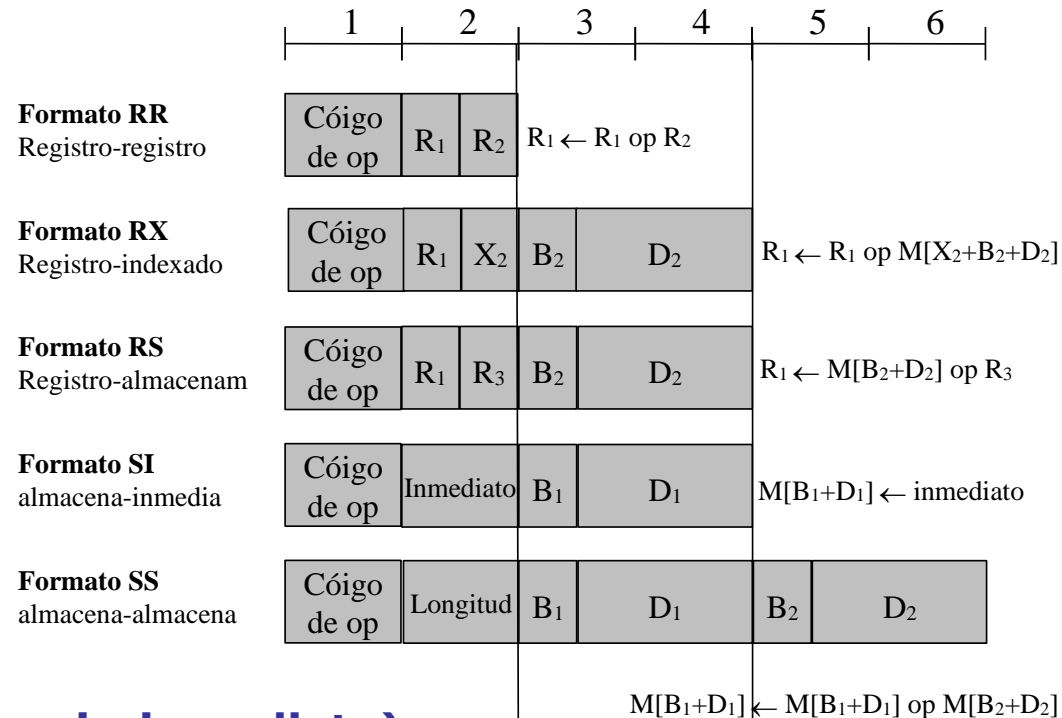 1 2 3 4 5 6
Formato RR
Registro-registro
Cóigo
de op
R1 R2
R1 ← R1 op R2
Formato RX
Registro-indexado
Cóigo
de op
R1 X2 B2 D2
R1 ← R1 op M[X2+B2+D2]
Formato RS
Registro-almacenam
Cóigo
de op
R1 R3 B2 D2
R1 ← M[B2+D2] op R3
Formato SI
almacena-inmedia
Cóigo
de op
Inmediato B1 D1
M[B1+D1] ← inmediato
Formato SS
almacena-almacena
Cóigo
de op
Longitud B1 D1 B2 D2
M[B1+D1] ← M[B1+D1] op M[B2+D2]